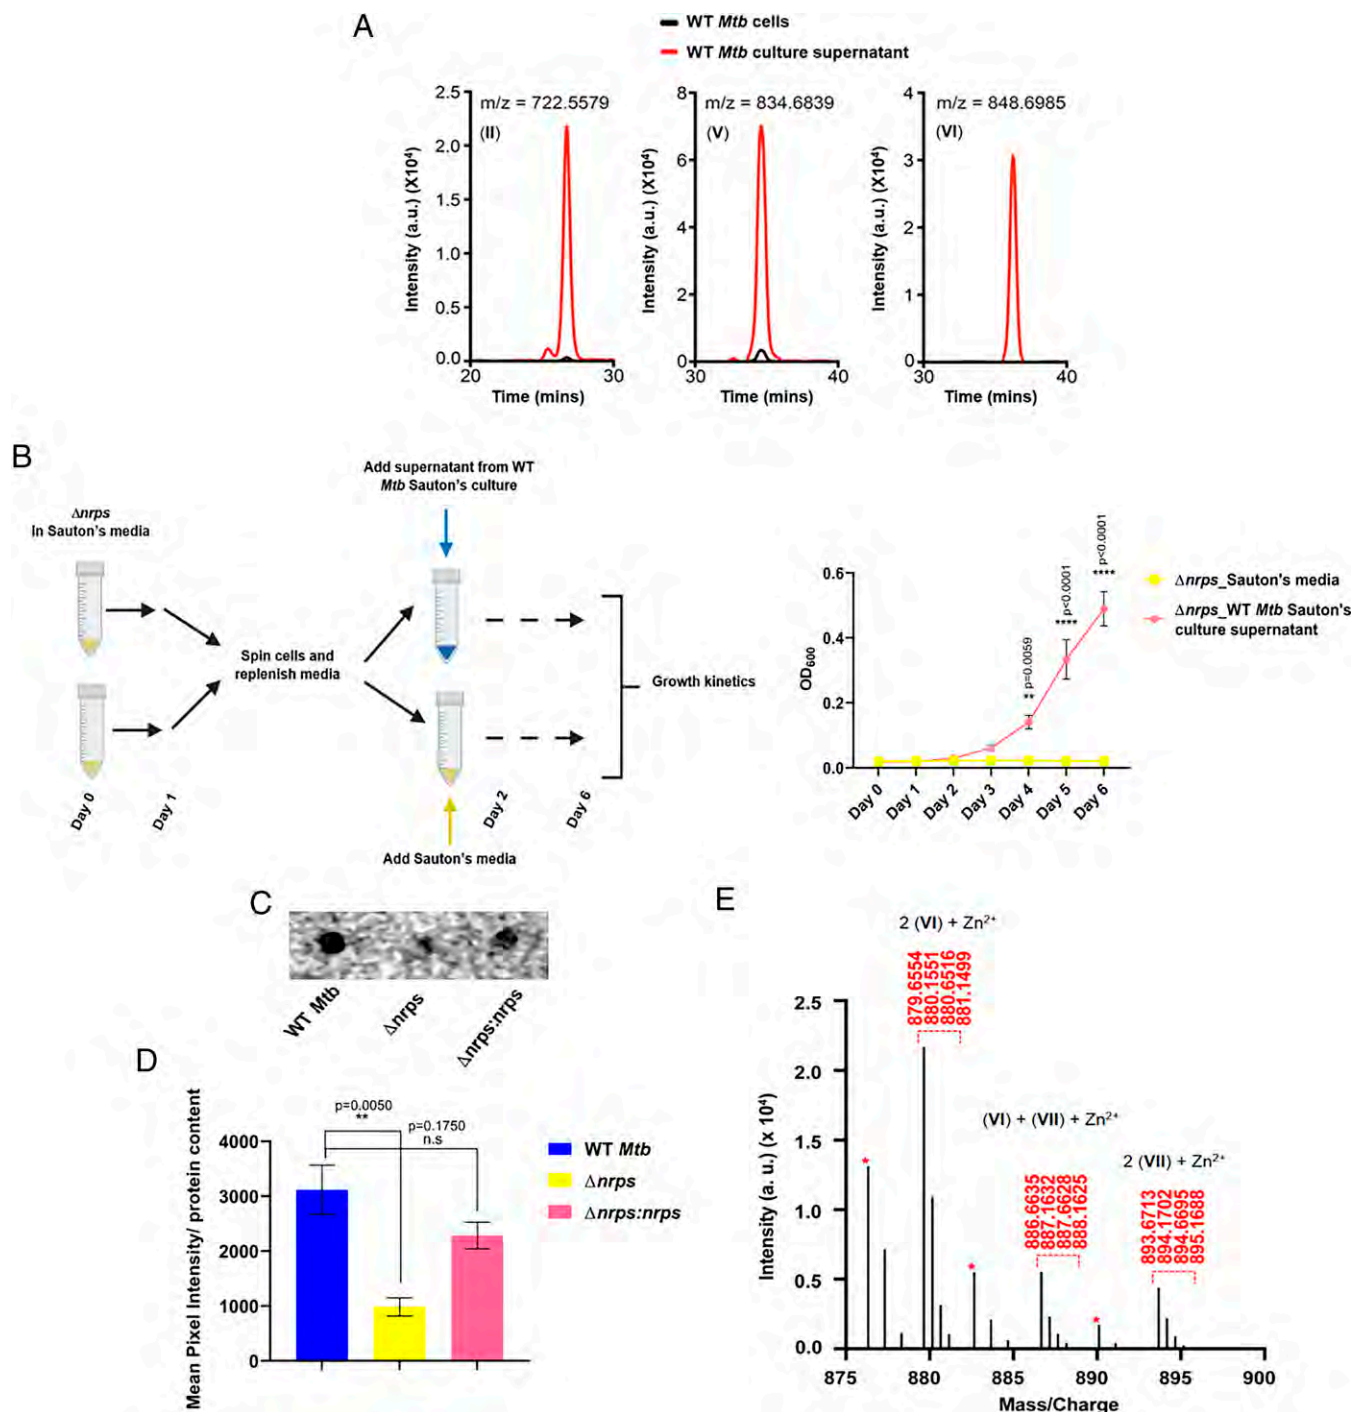 A
WT Mtb cells
WT Mtb culture supernatant
m/z = 722.5579
(II)
Intensity (a.u.) (X10⁴)
2.5
2.0
1.5
1.0
0.5
0.0
20
30
Time (mins)
m/z = 834.6839
(V)
Intensity (a.u.) (X10⁴)
8
6
4
2
0
30
40
Time (mins)
m/z = 848.6985
(VI)
Intensity (a.u.) (X10⁴)
4
3
2
1
0
30
40
Time (mins)
B
Δnrps
in Sauton's media
Add supernatant from WT
Mtb Sauton's culture
Spin cells and
replenish media
Growth kinetics
Day 0
Day 1
Day 2
Day 6
Add Sauton's media
OD₆₀₀
0.6
0.4
0.2
0.0
** p=0.0059
**** p<0.0001
**** p<0.0001
Day 0
Day 1
Day 2
Day 3
Day 4
Day 5
Day 6
Δnrps_Sauton's media
Δnrps_WT Mtb Sauton's
culture supernatant
C
WT Mtb
Δnrps
Δnrps:nrps
D
Mean Pixel Intensity/ protein content
4000
3000
2000
1000
0
p=0.0050
**
p=0.1750
n.s
WT Mtb
Δnrps
Δnrps:nrps
E
2 (VI) + Zn²⁺
879.6554
880.1551
880.6516
881.1499
(VI) + (VII) + Zn²⁺
886.6635
887.1632
887.6628
888.1625
2 (VII) + Zn²⁺
893.6713
894.1702
894.6695
895.1688
*
*
*
Intensity (a. u.) (x 10⁴)
2.5
2.0
1.5
1.0
0.5
0.0
875
880
885
890
895
900
Mass/Charge